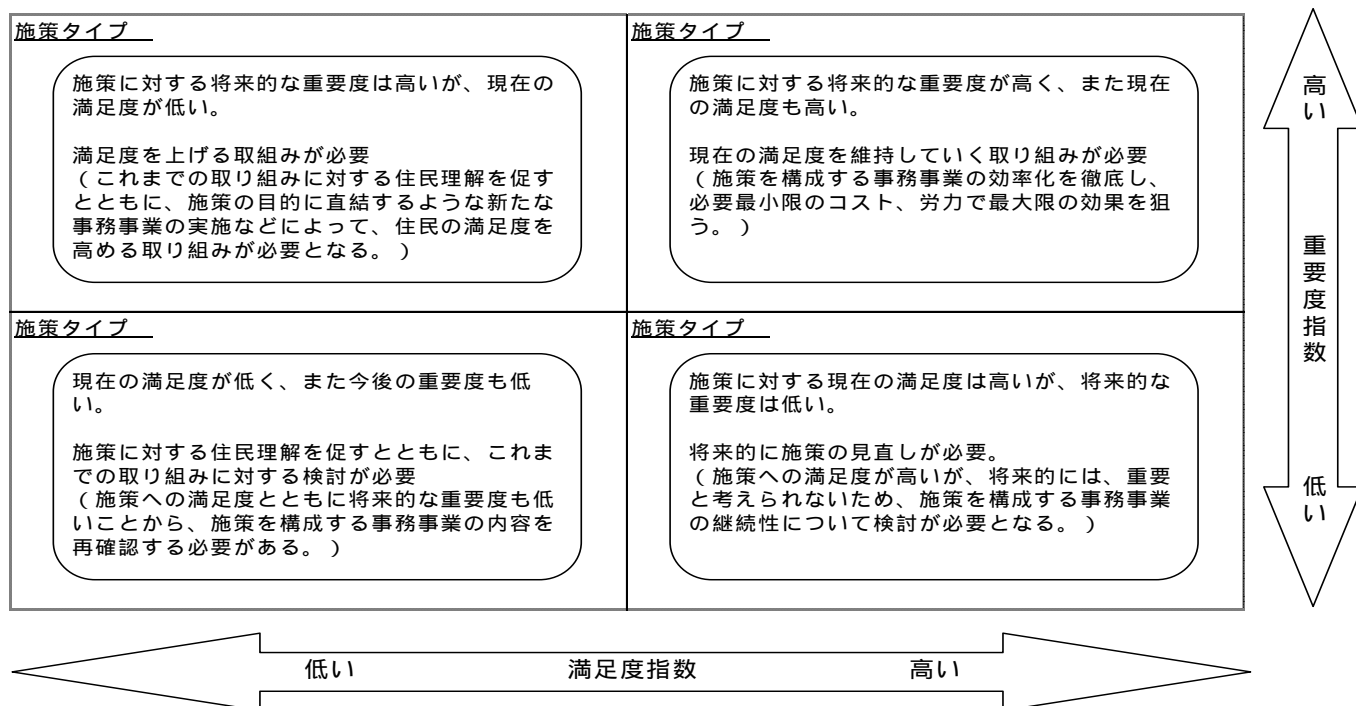 施策タイプ
施策に対する将来的な重要度は高いが、現在の
満足度が低い。
満足度を上げる取組みが必要
(これまでの取り組みに対する住民理解を促す
とともに、施策の目的に直結するような新たな
事務事業の実施などによって、住民の満足度を
高める取り組みが必要となる。)
施策タイプ
施策に対する将来的な重要度が高く、また現在
の満足度も高い。
現在の満足度を維持していく取り組みが必要
(施策を構成する事務事業の効率化を徹底し、
必要最小限のコスト、労力で最大限の効果を狙
う。)
施策タイプ
現在の満足度が低く、また今後の重要度も低
い。
施策に対する住民理解を促すとともに、これま
での取り組みに対する検討が必要
(施策への満足度とともに将来的な重要度も低
いことから、施策を構成する事務事業の内容を
再確認する必要がある。)
施策タイプ
施策に対する現在の満足度は高いが、将来的な
重要度は低い。
将来的に施策の見直しが必要。
(施策への満足度が高いが、将来的には、重要
と考えられないため、施策を構成する事務事業
の継続性について検討が必要となる。)
高い
重要度指数
低い
低い 満足度指数 高い